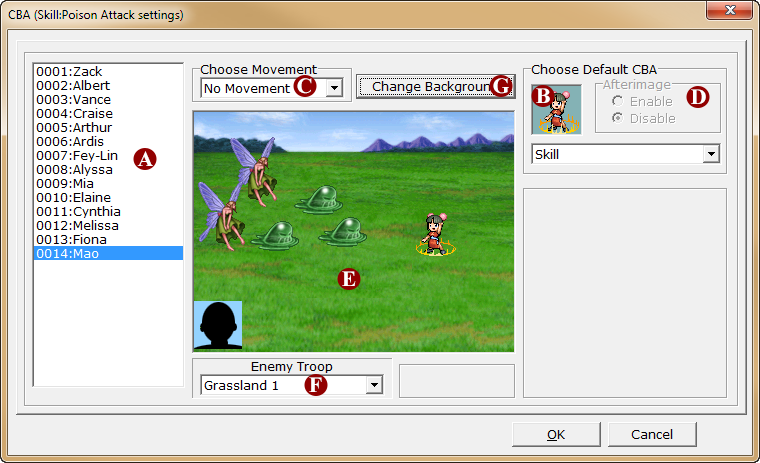 CBA (Skill:Poison Attack settings)
0001:Zack
0002:Albert
0003:Vance
0004:Craise
0005:Arthur
0006:Ardis
0007:Fey-Lin
0008:Alyssa
0009:Mia
0010:Elaine
0011:Cynthia
0012:Melissa
0013:Fiona
0014:Mao
A
Choose Movement
No Movement C
Change Background G
E
Enemy Troop
Grassland 1 F
Choose Default CBA
B
Afterimage
Enable
Disable
D
Skill
OK
Cancel